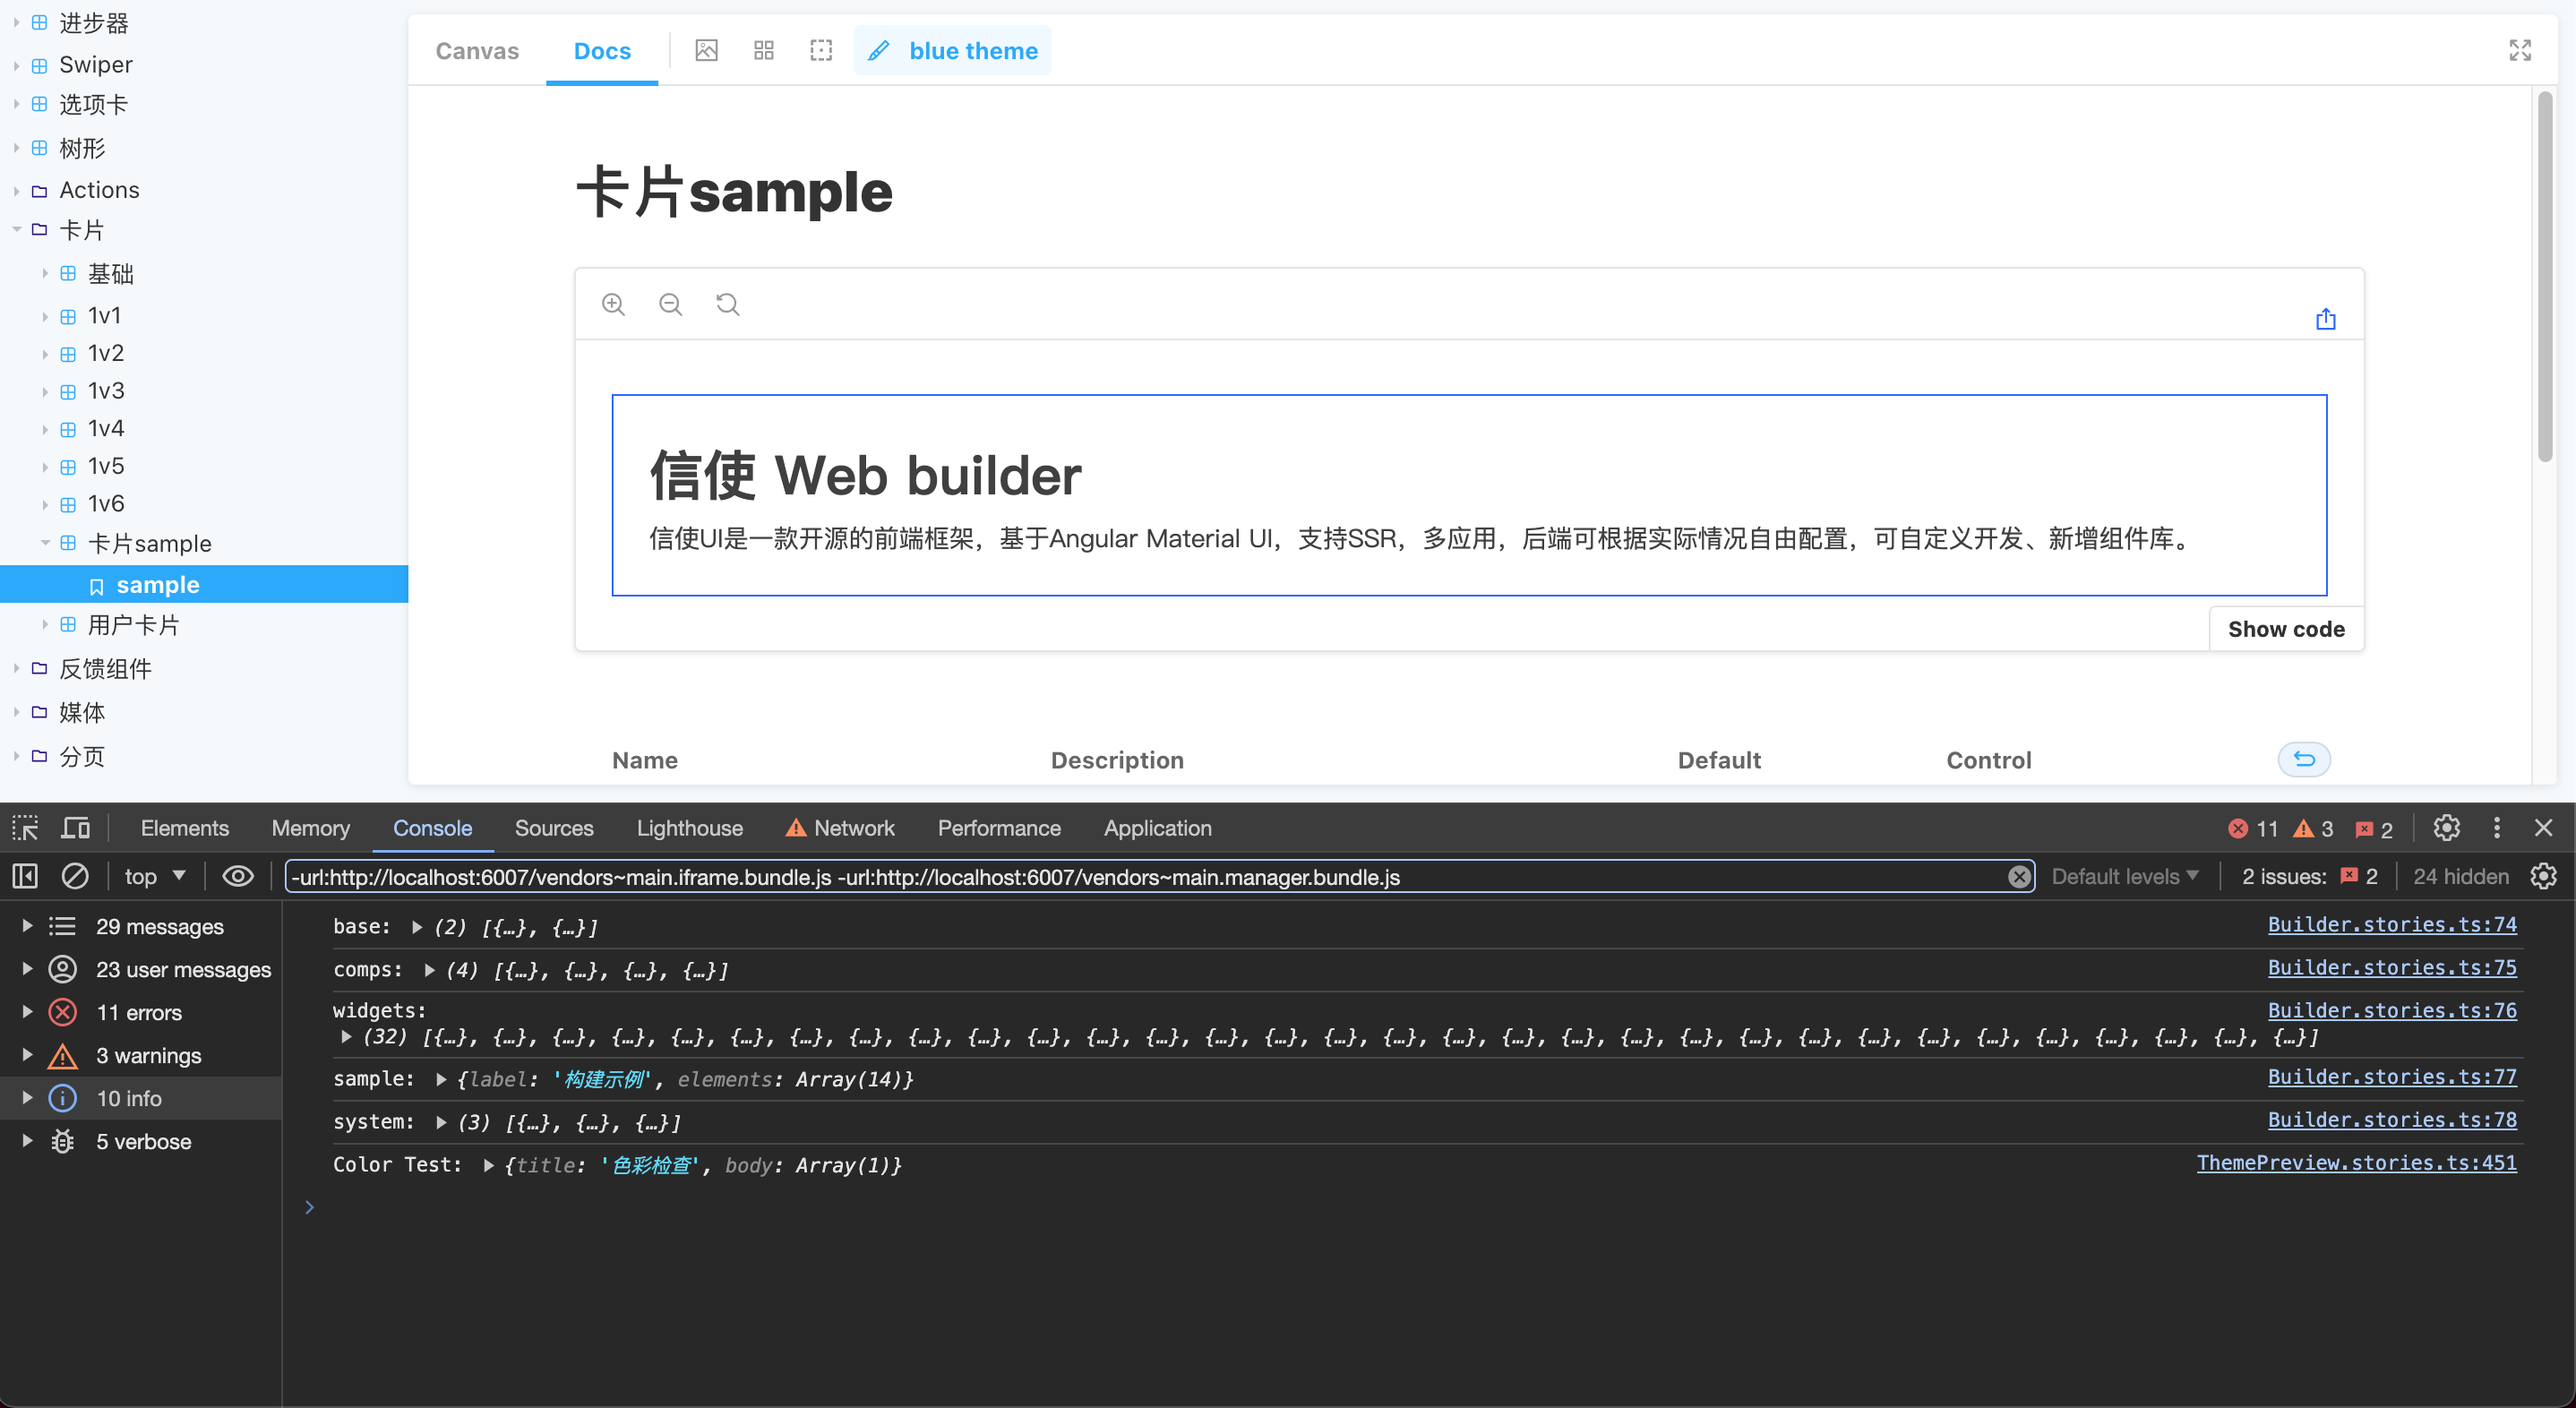 进步器
Swiper
选项卡
树形
Actions
卡片
基础
1v1
1v2
1v3
1v4
1v5
1v6
卡片sample
sample
用户卡片
反馈组件
媒体
分页
Canvas Docs blue theme
卡片sample
信使 Web builder
信使UI是一款开源的前端框架，基于Angular Material UI，支持SSR，多应用，后端可根据实际情况自由配置，可自定义开发、新增组件库。
Show code
Name Description Default Control
Elements Memory Console Sources Lighthouse Network Performance Application 11 3 2
top -url:http://localhost:6007/vendors~main.iframe.bundle.js -url:http://localhost:6007/vendors~main.manager.bundle.js Default levels 2 issues: 2 24 hidden
29 messages
23 user messages
11 errors
3 warnings
10 info
5 verbose
base: (2) [{…}, {…}] Builder.stories.ts:74
comps: (4) [{…}, {…}, {…}, {…}] Builder.stories.ts:75
widgets: Builder.stories.ts:76
(32) [{…}, {…}, {…}, {…}, {…}, {…}, {…}, {…}, {…}, {…}, {…}, {…}, {…}, {…}, {…}, {…}, {…}, {…}, {…}, {…}, {…}, {…}, {…}, {…}, {…}, {…}, {…}, {…}, {…}, {…}, {…}, {…}]
sample: {label: '构建示例', elements: Array(14)} Builder.stories.ts:77
system: (3) [{…}, {…}, {…}] Builder.stories.ts:78
Color Test: {title: '色彩检查', body: Array(1)} ThemePreview.stories.ts:451